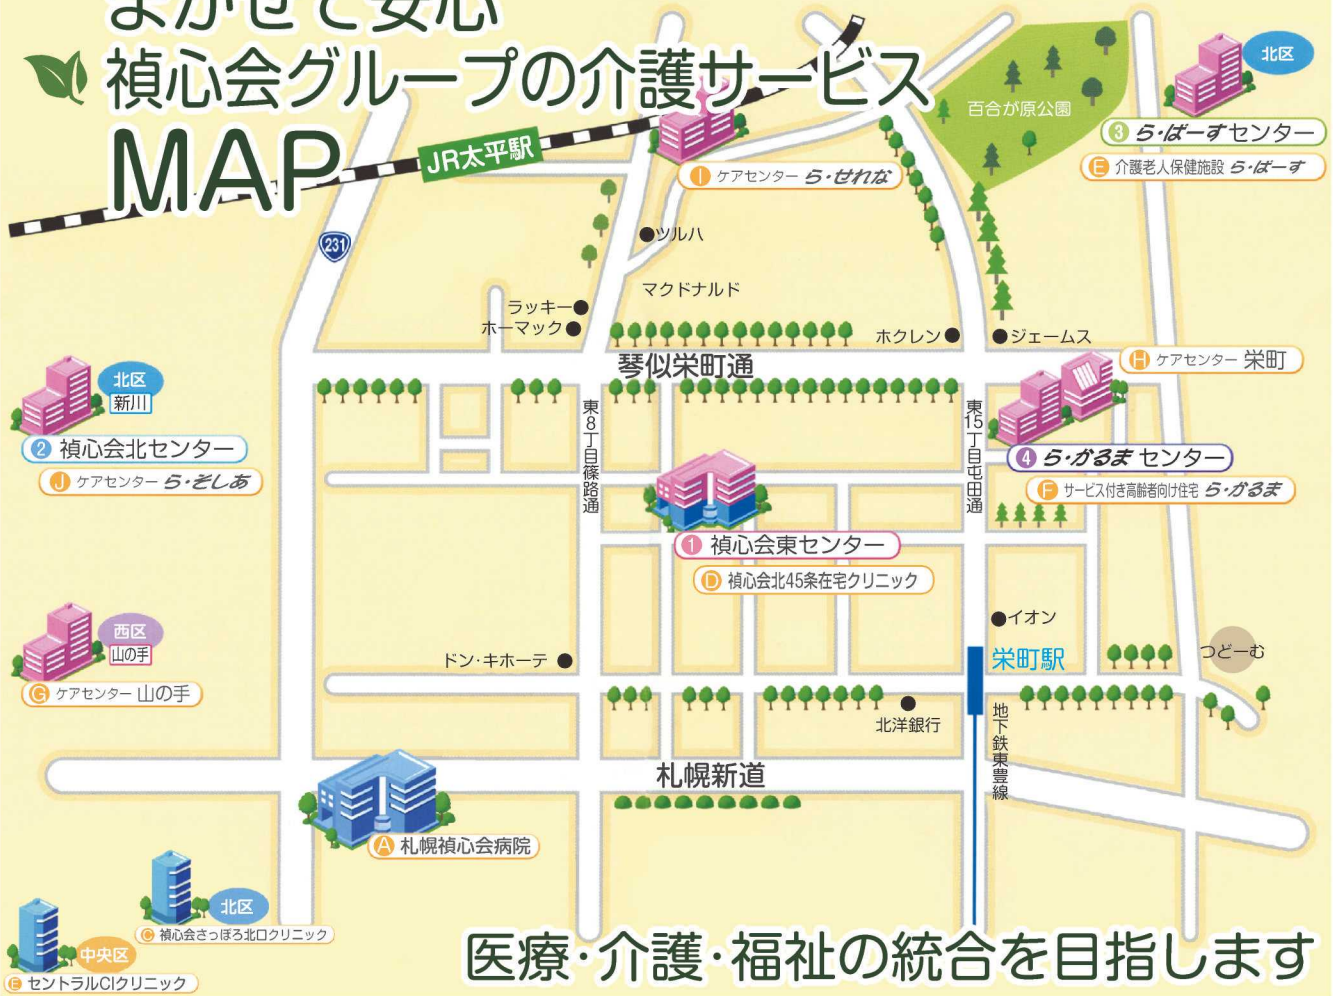 まかせて安心
禎心会グループの介護サービス
MAP
JR太平駅
231
Ⓘ ケアセンター ら・せれな
百合が原公園
北区
③ ら・ぱーすセンター
Ⓔ 介護老人保健施設 ら・ぱーす
ツルハ
マクドナルド
ラッキー
ホーマック
ホクレン
ジェームス
琴似栄町通
Ⓗ ケアセンター 栄町
北区
新川
② 禎心会北センター
Ⓙ ケアセンター ら・そしあ
東8丁目篠路通
東15丁目屯田通
④ ら・かるま センター
Ⓕ サービス付き高齢者向け住宅 ら・かるま
① 禎心会東センター
Ⓓ 禎心会北45条在宅クリニック
イオン
西区
山の手
Ⓖ ケアセンター 山の手
ドン・キホーテ
栄町駅
つどーむ
北洋銀行
地下鉄東豊線
札幌新道
Ⓐ 札幌禎心会病院
北区
Ⓒ 禎心会さっぽろ北口クリニック
中央区
Ⓔ セントラルCIクリニック
医療・介護・福祉の統合を目指します